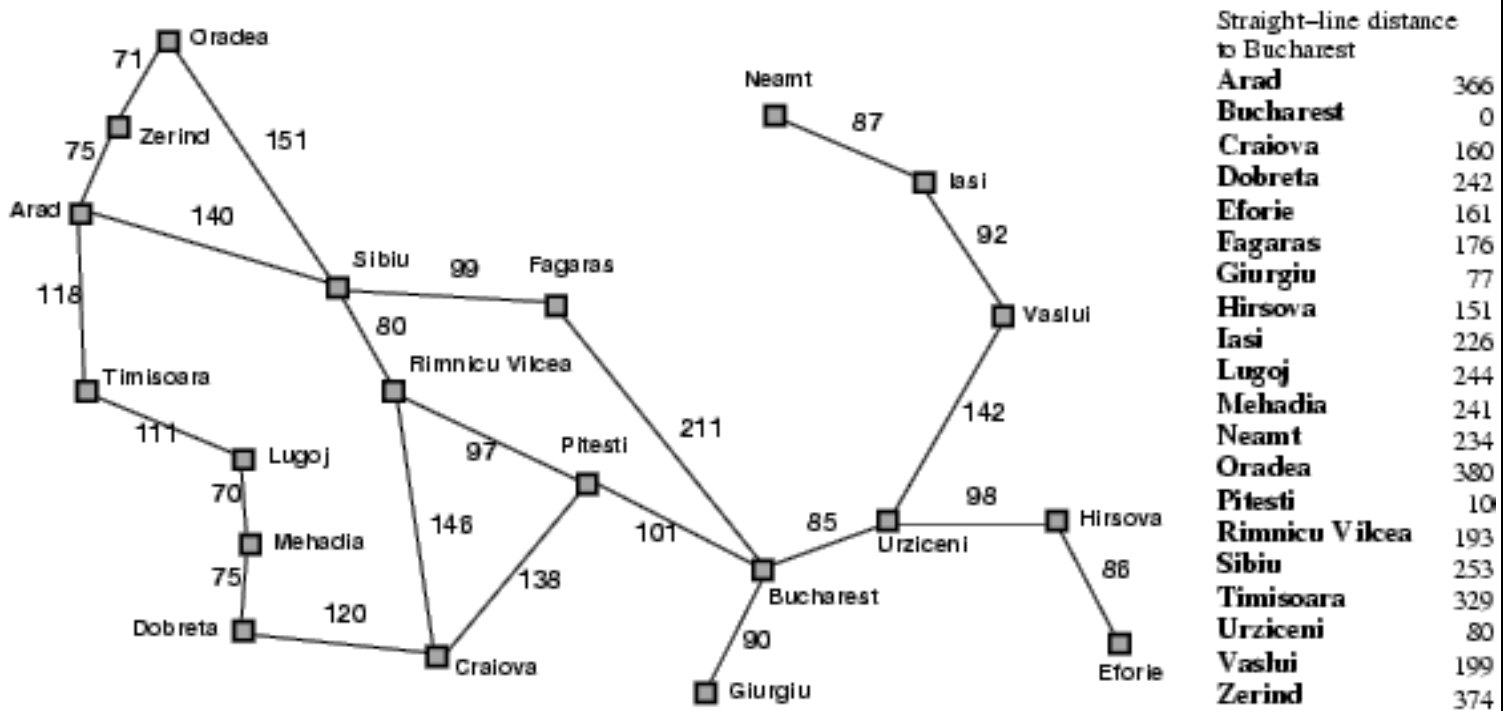 Oradea
71
Neamt
Zerind
87
75
151
Iasi
Arad
140
92
Sibiu
99
Fagaras
118
80
Vaslui
Rimnicu Vilcea
Timisoara
142
111
211
Lugoj
97
Pitesti
70
98
146
85
Hirsova
Mehadia
101
Urziceni
75
138
86
120
Bucharest
Dobreta
90
Craiova
Eforie
Giurgiu
Straight–line distance
to Bucharest
Arad 366
Bucharest 0
Craiova 160
Dobreta 242
Eforie 161
Fagaras 176
Giurgiu 77
Hirsova 151
Iasi 226
Lugoj 244
Mehadia 241
Neamt 234
Oradea 380
Pitesti 10
Rimnicu Vilcea 193
Sibiu 253
Timisoara 329
Urziceni 80
Vaslui 199
Zerind 374